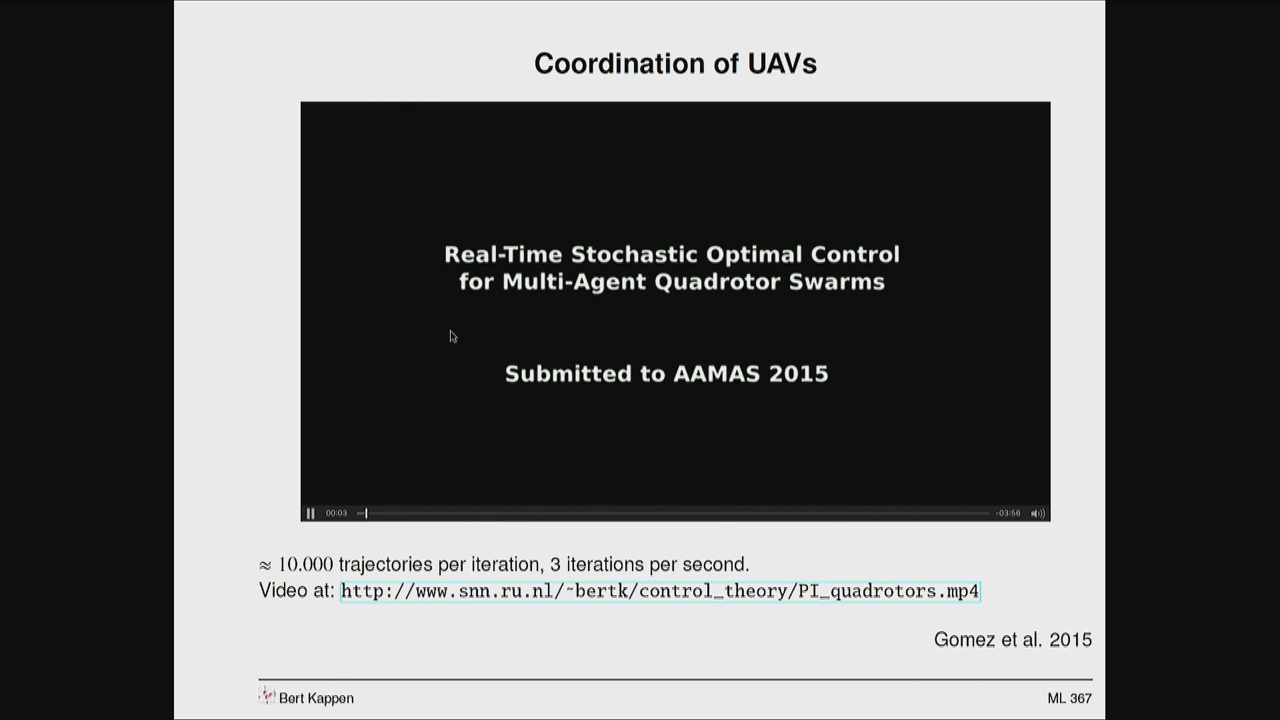 Coordination of UAVs
Real-Time Stochastic Optimal Control
for Multi-Agent Quadrotor Swarms
Submitted to AAMAS 2015
00:03
-03:56
≈ 10.000 trajectories per iteration, 3 iterations per second.
Video at: http://www.snn.ru.nl/~bertk/control_theory/PI_quadrotors.mp4
Gomez et al. 2015
Bert Kappen
ML 367